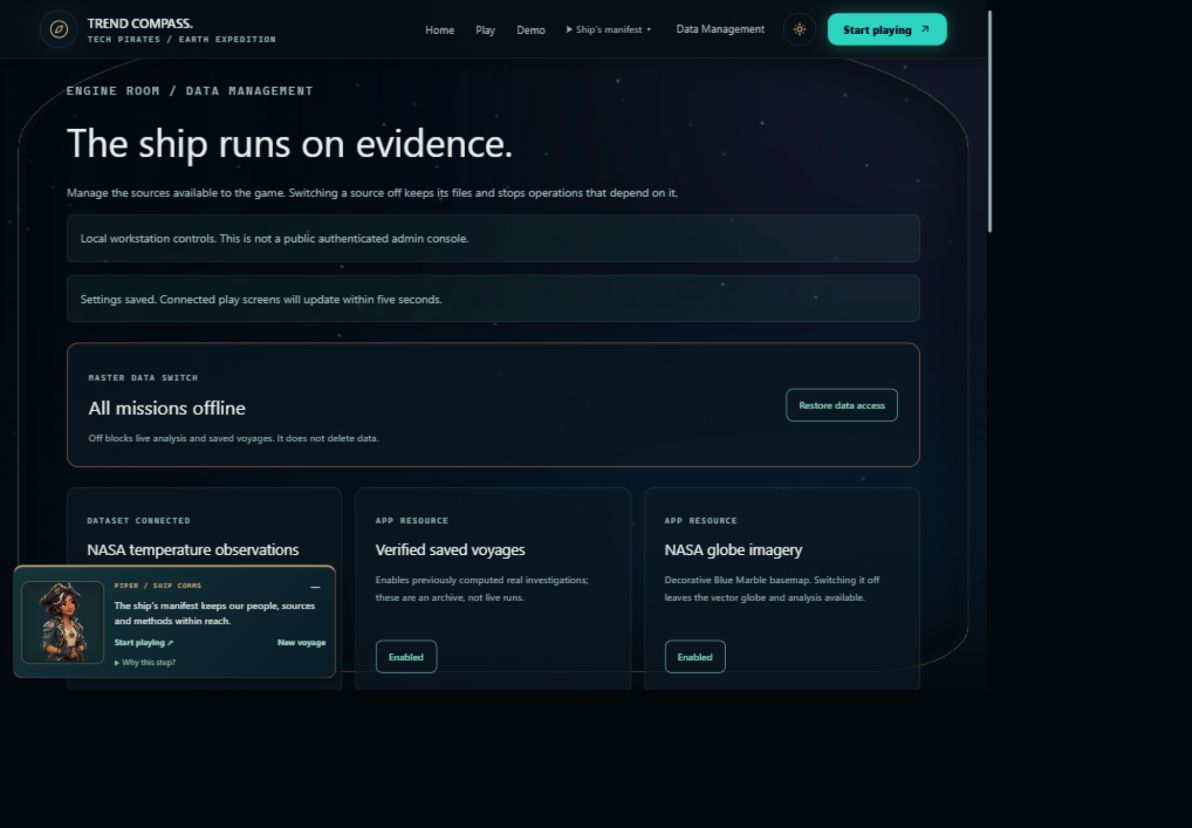 TREND COMPASS.
TECH PIRATES / EARTH EXPEDITION
Home
Play
Demo
Ship's manifest
Data Management
Start playing ↗
ENGINE ROOM / DATA MANAGEMENT
The ship runs on evidence.
Manage the sources available to the game. Switching a source off keeps its files and stops operations that depend on it.
Local workstation controls. This is not a public authenticated admin console.
Settings saved. Connected play screens will update within five seconds.
MASTER DATA SWITCH
All missions offline
Off blocks live analysis and saved voyages. It does not delete data.
Restore data access
DATASET CONNECTED
NASA temperature observations
APP RESOURCE
Verified saved voyages
Enables previously computed real investigations;
these are an archive, not live runs.
Enabled
APP RESOURCE
NASA globe imagery
Decorative Blue Marble basemap. Switching it off
leaves the vector globe and analysis available.
Enabled
PIPER / SHIP COMMS
The ship's manifest keeps our people, sources
and methods within reach.
Start playing ↗
New voyage
Why this step?